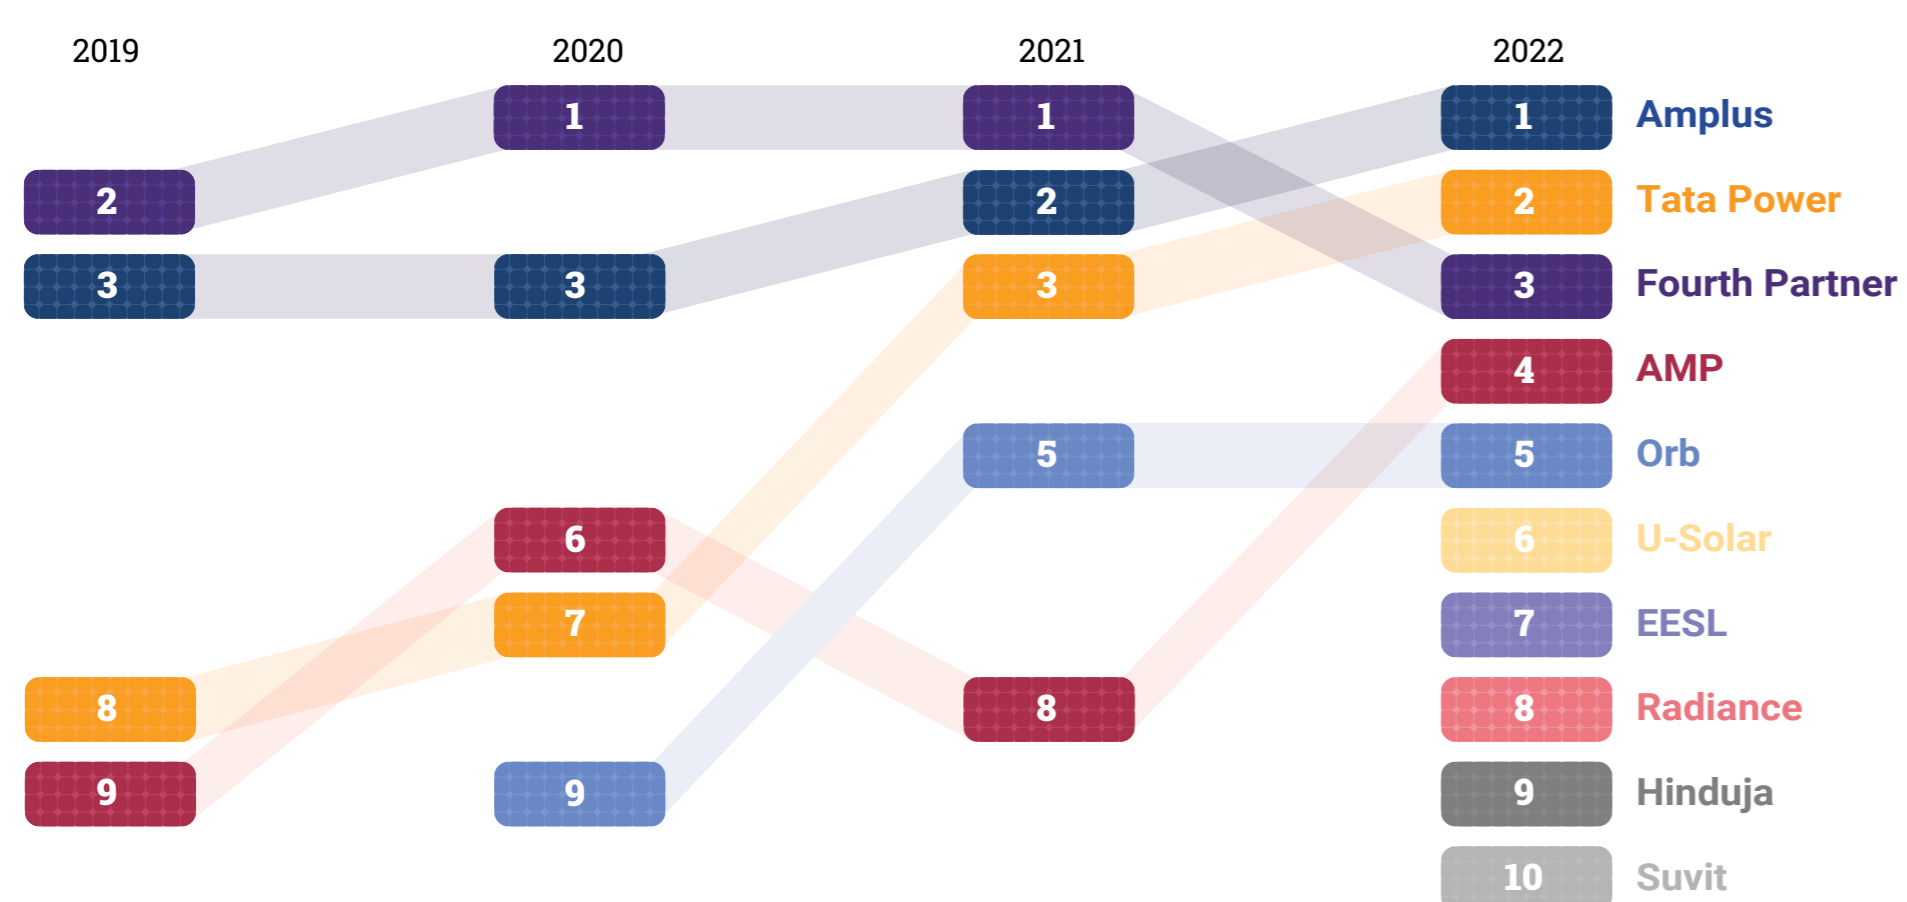 2019 2020 2021 2022
1 1 1 Amplus
2 2 2 Tata Power
3 3 3 3 Fourth Partner
4 AMP
5 5 Orb
6 6 U-Solar
7 7 EESL
8 8 8 Radiance
9 9 9 Hinduja
10 Suvit